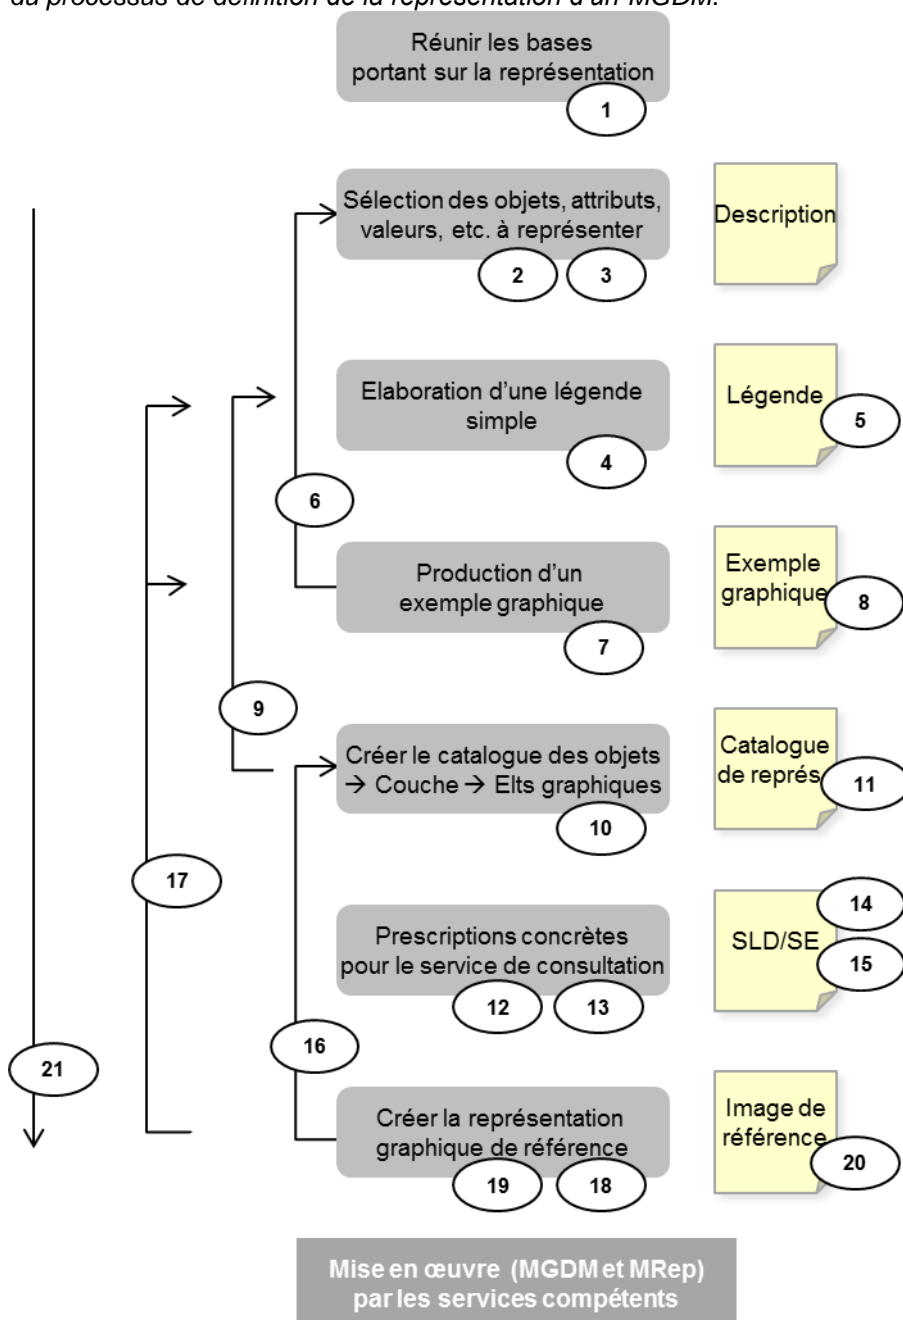 du processus de définition de la représentation d'un MGDM.
Réunir les bases
portant sur la représentation
1
Sélection des objets, attributs,
valeurs, etc. à représenter
2
3
Description
Elaboration d'une légende
simple
4
Légende
5
6
Production d'un
exemple graphique
7
Exemple
graphique
8
9
Créer le catalogue des objets
→ Couche → Elts graphiques
10
Catalogue
de représ.
11
17
Prescriptions concrètes
pour le service de consultation
12
13
SLD/SE
14
15
16
21
Créer la représentation
graphique de référence
19
18
Image de
référence
20
Mise en œuvre (MGDM et MRep)
par les services compétents